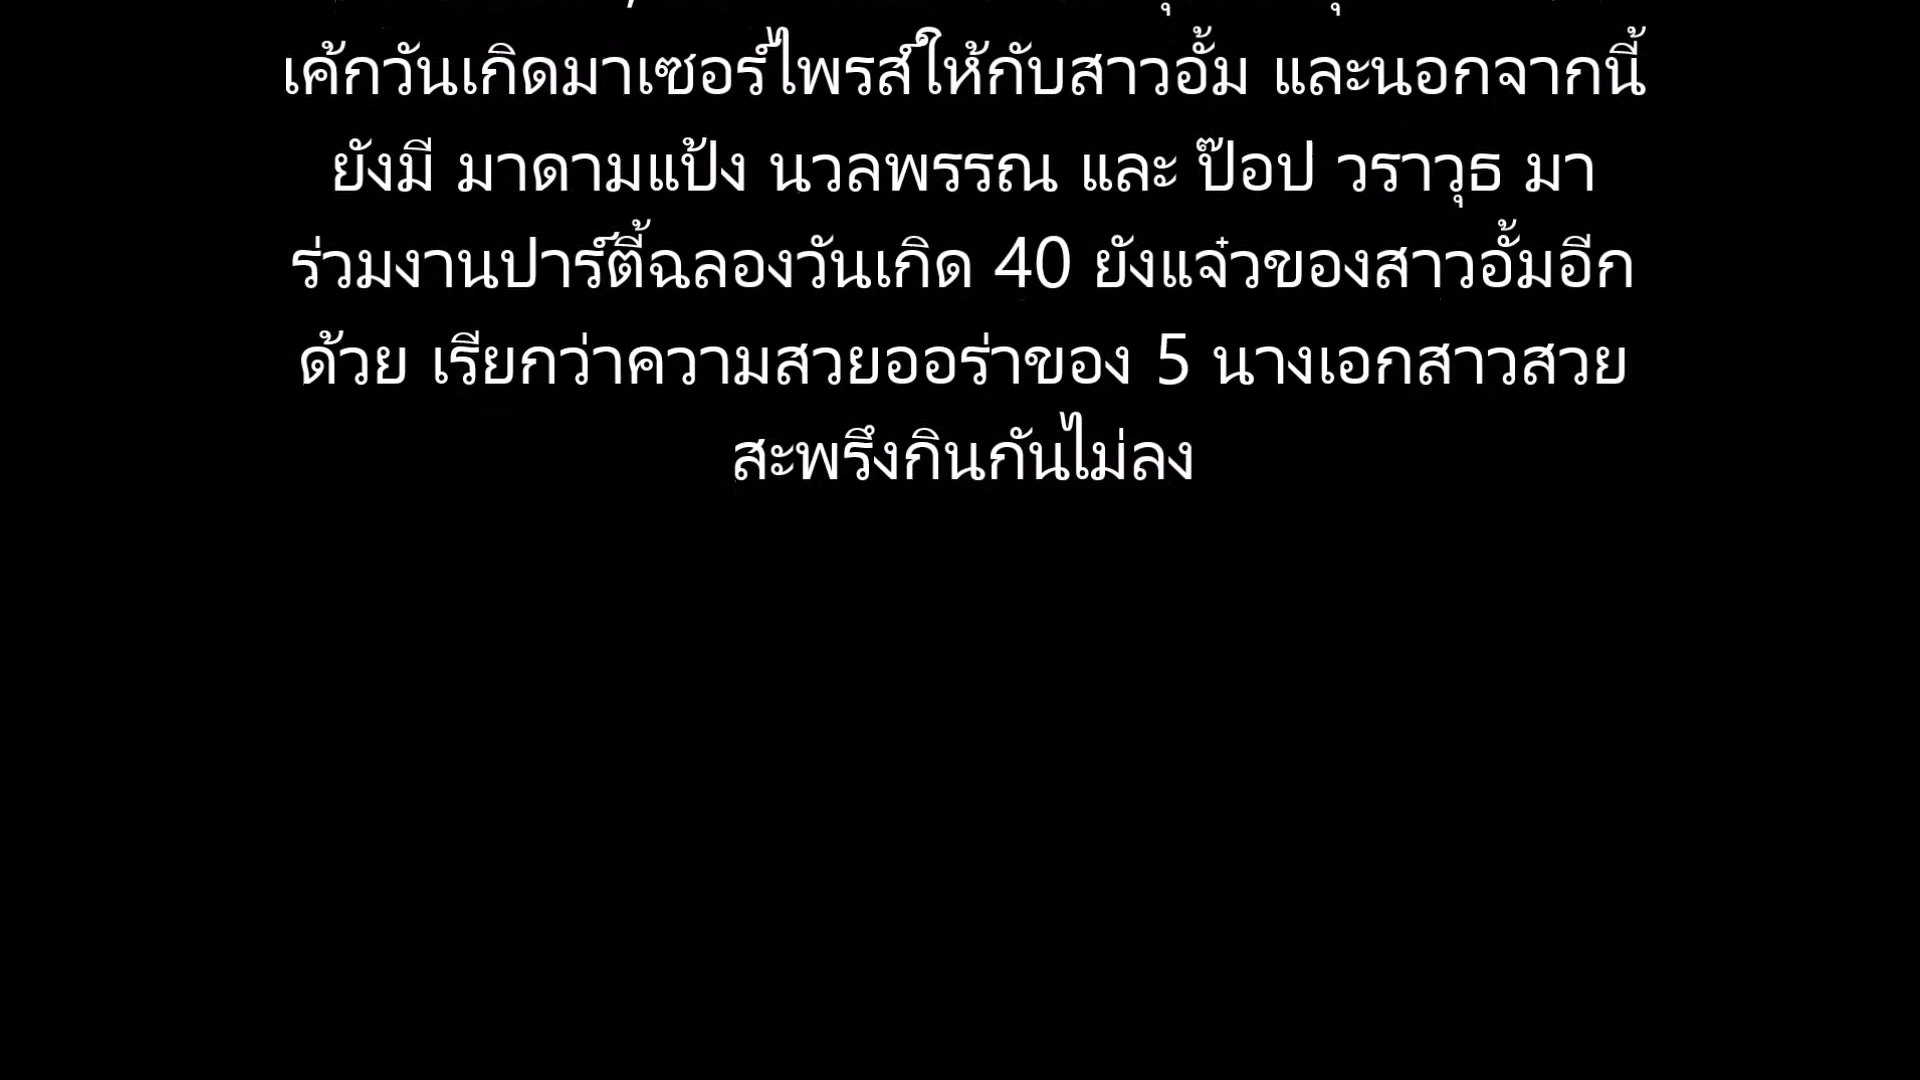 เค้กวันเกิดมาเซอร์ไพรส์ให้กับสาวอั้ม และนอกจากนี้
ยังมี มาดามแป้ง นวลพรรณ และ ป๊อป วราวุธ มา
ร่วมงานปาร์ตี้ฉลองวันเกิด 40 ยังแจ๋วของสาวอั้มอีก
ด้วย เรียกว่าความสวยออร่าของ 5 นางเอกสาวสวย
สะพรึงกินกันไม่ลง